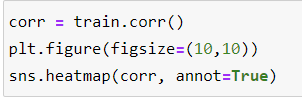 corr = train.corr()
plt.figure(figsize=(10,10))
sns.heatmap(corr, annot=True)